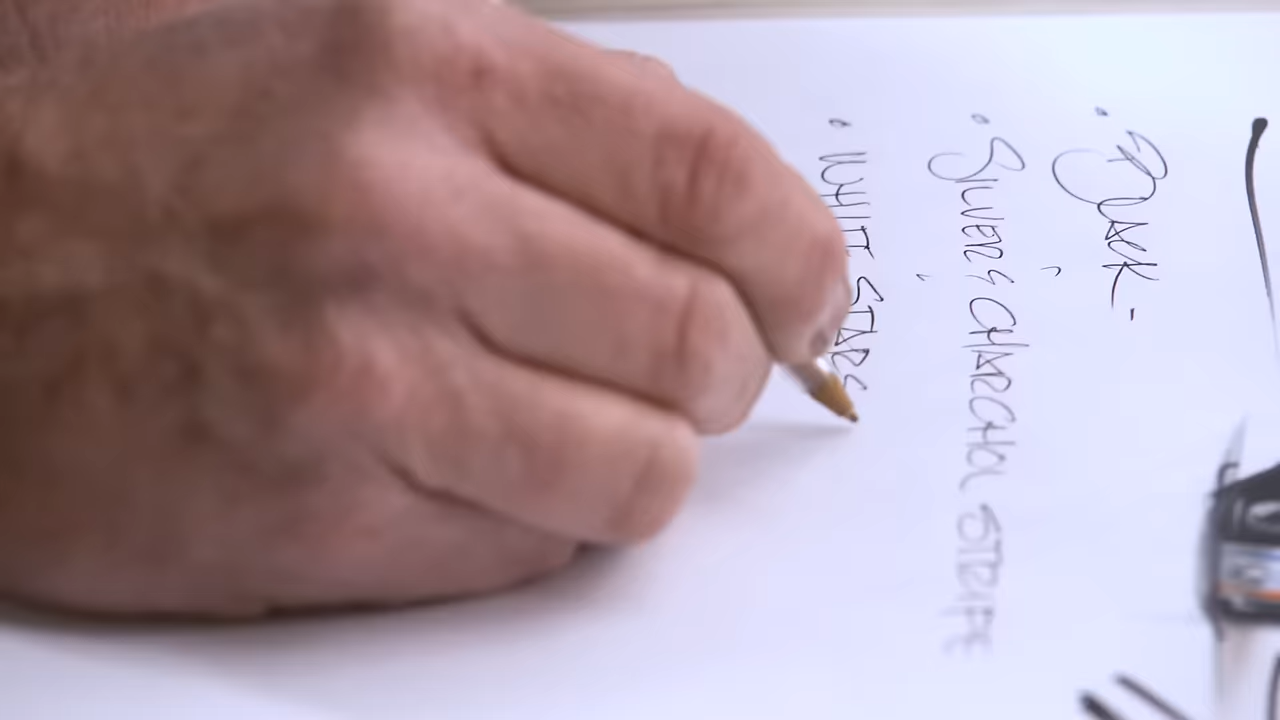 • BLACK -
• SILVER & CHARCHOL STRIPE
• WHITE STARS